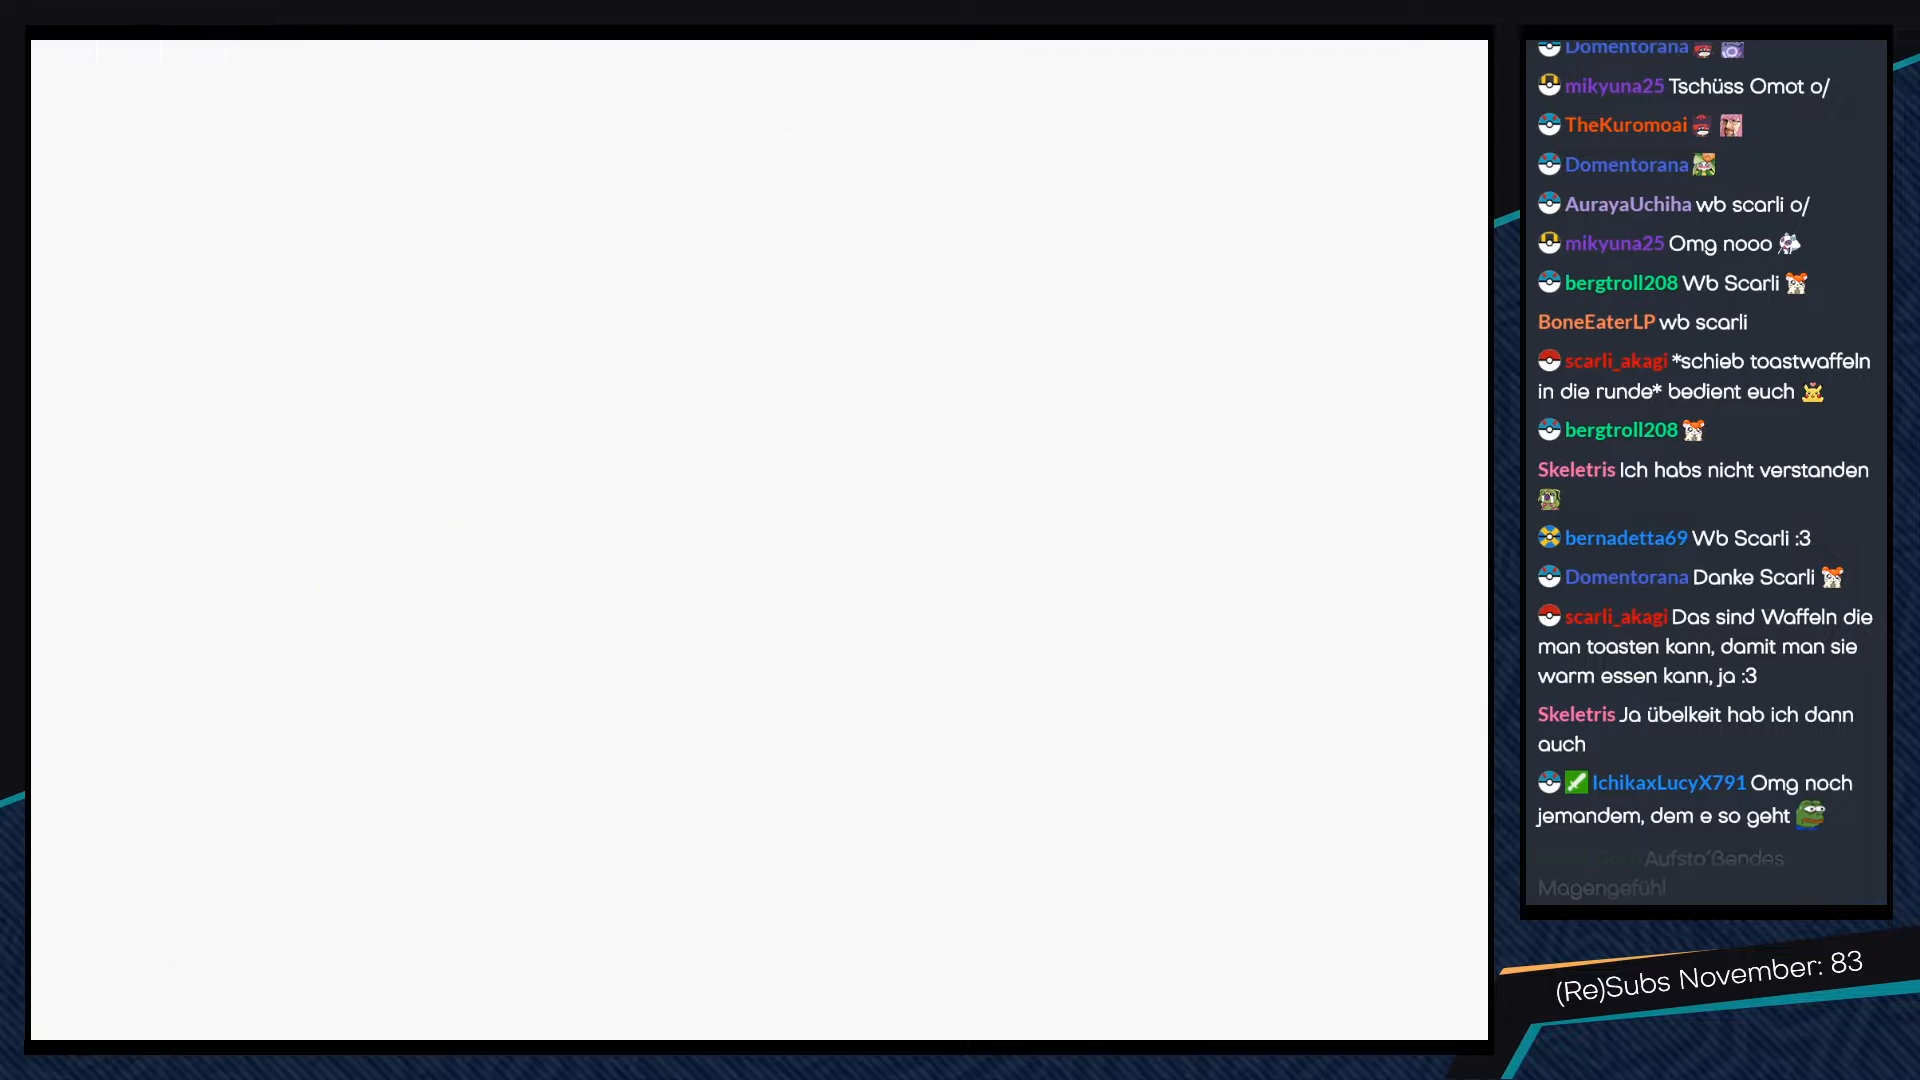 Domentorana
mikyuna25 Tschüss Omot o/
TheKuromoai
Domentorana
AurayaUchiha wb scarli o/
mikyuna25 Omg nooo
bergtroll208 Wb Scarli
BoneEaterLP wb scarli
scarli_akagi *schieb toastwaffeln
in die runde* bedient euch
bergtroll208
Skeletris Ich habs nicht verstanden
bernadetta69 Wb Scarli :3
Domentorana Danke Scarli
scarli_akagi Das sind Waffeln die
man toasten kann, damit man sie
warm essen kann, ja :3
Skeletris Ja übelkeit hab ich dann
auch
IchikaxLucyX791 Omg noch
jemandem, dem e so geht
Aufsto´ßendes
Magengefühl
(Re)Subs November: 83